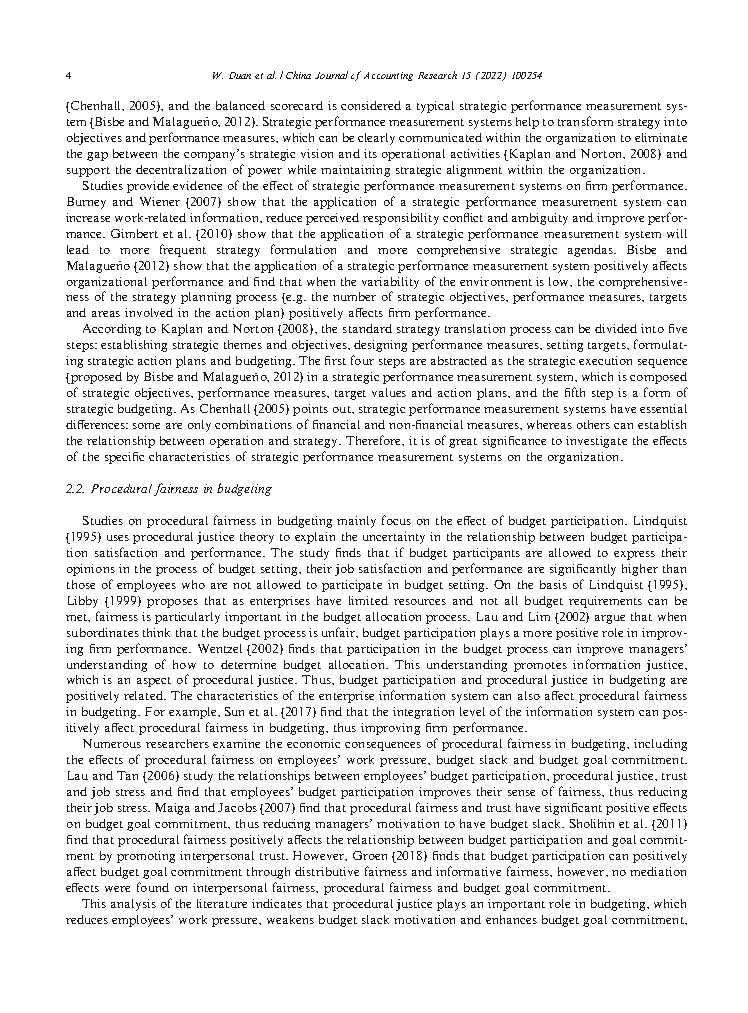 4
W. Duan et al. / China Journal of Accounting Research 15 (2022) 100254
(Chenhall, 2005), and the balanced scorecard is considered a typical strategic performance measurement sys-
tem (Bisbe and Malagueño, 2012). Strategic performance measurement systems help to transform strategy into
objectives and performance measures, which can be clearly communicated within the organization to eliminate
the gap between the company's strategic vision and its operational activities (Kaplan and Norton, 2008) and
support the decentralization of power while maintaining strategic alignment within the organization.
Studies provide evidence of the effect of strategic performance measurement systems on firm performance.
Burney and Wiener (2007) show that the application of a strategic performance measurement system can
increase work-related information, reduce perceived responsibility conflict and ambiguity and improve perfor-
mance. Gimbert et al. (2010) show that the application of a strategic performance measurement system will
lead to more frequent strategy formulation and more comprehensive strategic agendas. Bisbe and
Malagueño (2012) show that the application of a strategic performance measurement system positively affects
organizational performance and find that when the variability of the environment is low, the comprehensive-
ness of the strategy planning process (e.g. the number of strategic objectives, performance measures, targets
and areas involved in the action plan) positively affects firm performance.
According to Kaplan and Norton (2008), the standard strategy translation process can be divided into five
steps: establishing strategic themes and objectives, designing performance measures, setting targets, formulat-
ing strategic action plans and budgeting. The first four steps are abstracted as the strategic execution sequence
(proposed by Bisbe and Malagueño, 2012) in a strategic performance measurement system, which is composed
of strategic objectives, performance measures, target values and action plans, and the fifth step is a form of
strategic budgeting. As Chenhall (2005) points out, strategic performance measurement systems have essential
differences: some are only combinations of financial and non-financial measures, whereas others can establish
the relationship between operation and strategy. Therefore, it is of great significance to investigate the effects
of the specific characteristics of strategic performance measurement systems on the organization.
2.2. Procedural fairness in budgeting
Studies on procedural fairness in budgeting mainly focus on the effect of budget participation. Lindquist
(1995) uses procedural justice theory to explain the uncertainty in the relationship between budget participa-
tion satisfaction and performance. The study finds that if budget participants are allowed to express their
opinions in the process of budget setting, their job satisfaction and performance are significantly higher than
those of employees who are not allowed to participate in budget setting. On the basis of Lindquist (1995),
Libby (1999) proposes that as enterprises have limited resources and not all budget requirements can be
met, fairness is particularly important in the budget allocation process. Lau and Lim (2002) argue that when
subordinates think that the budget process is unfair, budget participation plays a more positive role in improv-
ing firm performance. Wentzel (2002) finds that participation in the budget process can improve managers'
understanding of how to determine budget allocation. This understanding promotes information justice,
which is an aspect of procedural justice. Thus, budget participation and procedural justice in budgeting are
positively related. The characteristics of the enterprise information system can also affect procedural fairness
in budgeting. For example, Sun et al. (2017) find that the integration level of the information system can pos-
itively affect procedural fairness in budgeting, thus improving firm performance.
Numerous researchers examine the economic consequences of procedural fairness in budgeting, including
the effects of procedural fairness on employees' work pressure, budget slack and budget goal commitment.
Lau and Tan (2006) study the relationships between employees' budget participation, procedural justice, trust
and job stress and find that employees' budget participation improves their sense of fairness, thus reducing
their job stress. Maiga and Jacobs (2007) find that procedural fairness and trust have significant positive effects
on budget goal commitment, thus reducing managers' motivation to have budget slack. Sholihin et al. (2011)
find that procedural fairness positively affects the relationship between budget participation and goal commit-
ment by promoting interpersonal trust. However, Groen (2018) finds that budget participation can positively
affect budget goal commitment through distributive fairness and informative fairness, however, no mediation
effects were found on interpersonal fairness, procedural fairness and budget goal commitment.
This analysis of the literature indicates that procedural justice plays an important role in budgeting, which
reduces employees' work pressure, weakens budget slack motivation and enhances budget goal commitment,